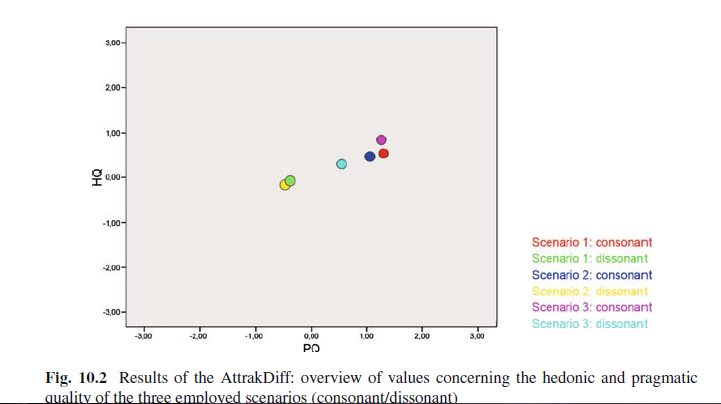 3,00
2,00
1,00
0,00
-1,00
-2,00
-3,00
HQ
-3,00 -2,00 -1,00 0,00 1,00 2,00 3,00
PQ
Scenario 1: consonant
Scenario 1: dissonant
Scenario 2: consonant
Scenario 2: dissonant
Scenario 3: consonant
Scenario 3: dissonant
Fig. 10.2 Results of the AttrakDiff: overview of values concerning the hedonic and pragmatic
quality of the three employed scenarios (consonant/dissonant)